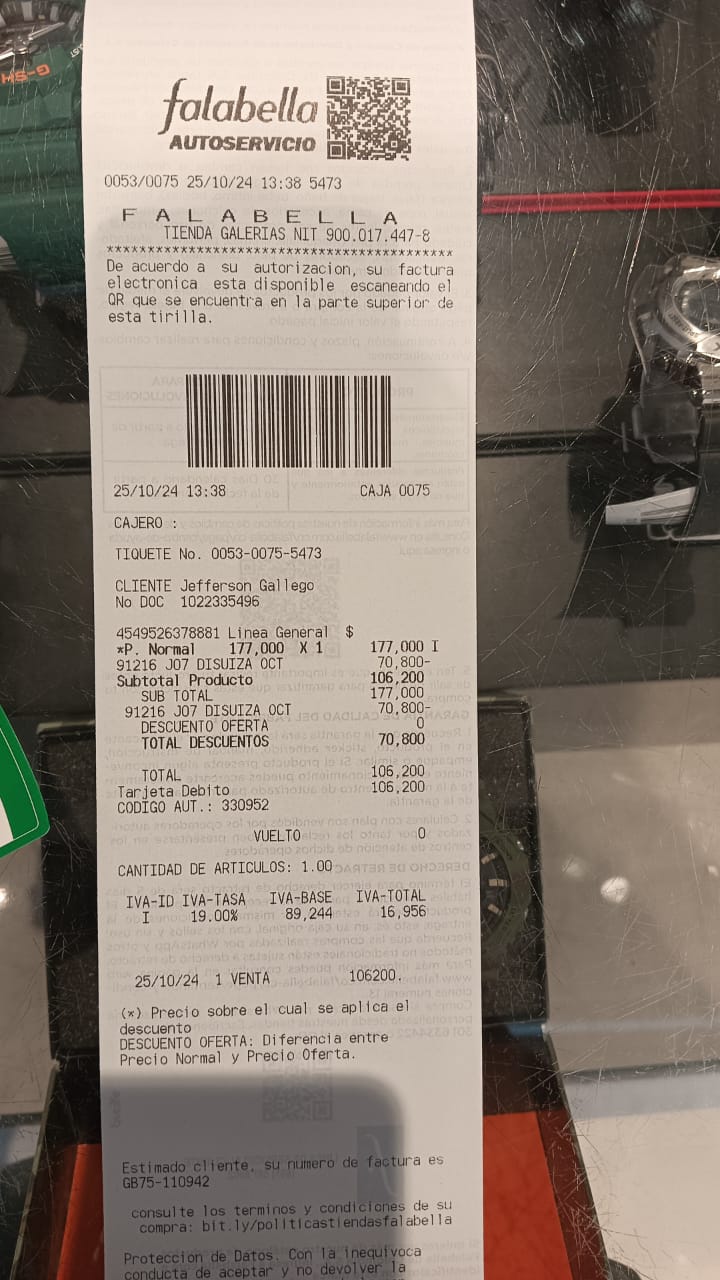 falabella
AUTOSERVICIO
0053/0075 25/10/24 13:38 5473
F A L A B E L L A
TIENDA GALERIAS NIT 900.017.447-8
******************************************
De acuerdo a su autorizacion, su factura
electronica esta disponible escaneando el
QR que se encuentra en la parte superior de
esta tirilla.
25/10/24 13:38 CAJA 0075
CAJERO :
TIQUETE No. 0053-0075-5473
CLIENTE Jefferson Gallego
No DOC 1022335496
4549526378881 Linea General $
*P. Normal 177,000 X 1 177,000 I
91216 J07 DISUIZA OCT 70,800-
Subtotal Producto 106,200
SUB TOTAL 177,000
91216 J07 DISUIZA OCT 70,800-
DESCUENTO OFERTA 0
TOTAL DESCUENTOS 70,800
TOTAL 106,200
Tarjeta Debito 106,200
CODIGO AUT.: 330952
VUELTO 0
CANTIDAD DE ARTICULOS: 1.00
IVA-ID IVA-TASA IVA-BASE IVA-TOTAL
I 19.00% 89,244 16,956
25/10/24 1 VENTA 106200.
(*) Precio sobre el cual se aplica el
descuento
DESCUENTO OFERTA: Diferencia entre
Precio Normal y Precio Oferta.
Estimado cliente, su numero de factura es
GB75-110942
consulte los terminos y condiciones de su
compra: bit.ly/politicastiendasfalabella
Proteccion de Datos. Con la inequivoca
conducta de aceptar y no devolver la